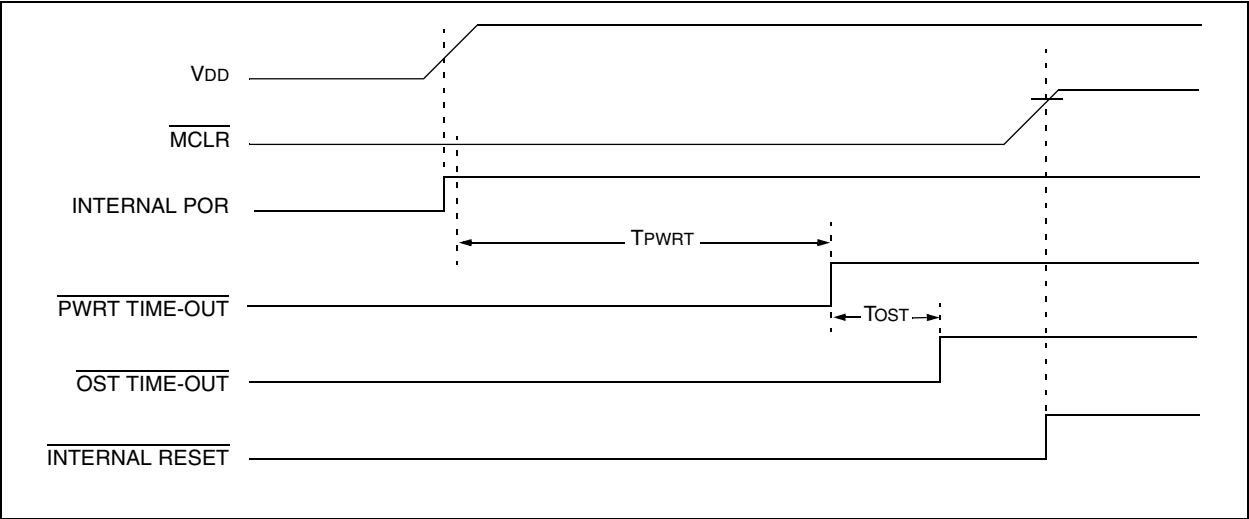 VDD
MCLR
INTERNAL POR
TPWRT
PWRT TIME-OUT
TOST
OST TIME-OUT
INTERNAL RESET